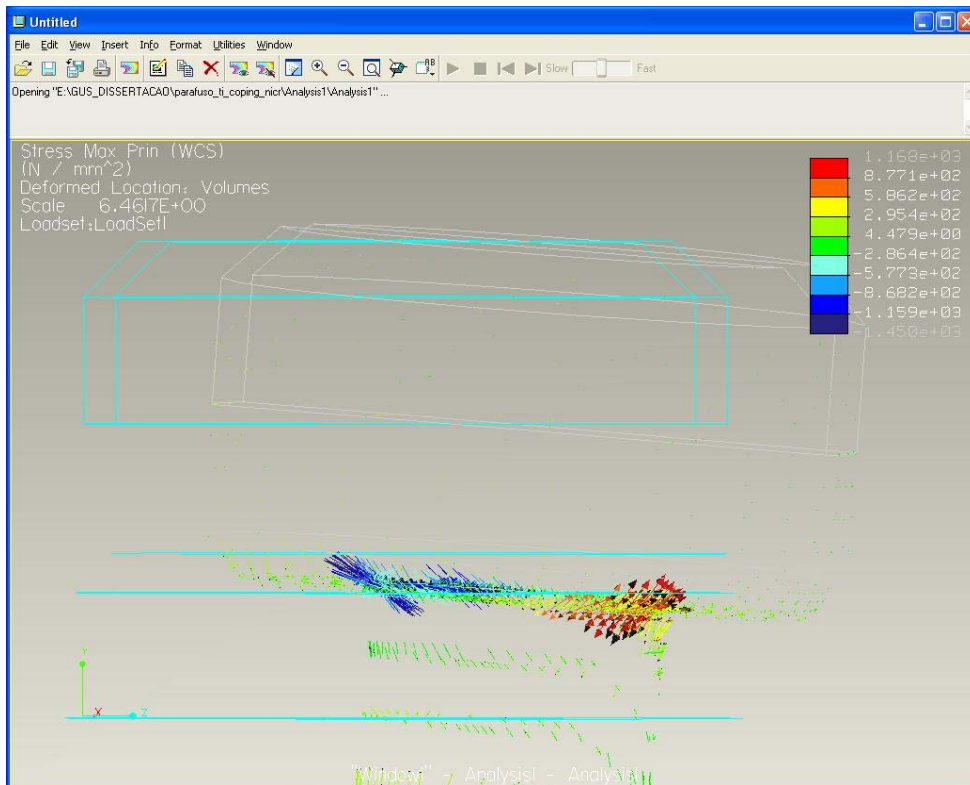 Untitled
File Edit View Insert Info Format Utilities Window
Slow Fast
Opening "E:\GUS_DISSERTACAO\parafuso_ti_coping_nicr\Analysis1\Analysis1" ...
Stress Max Prin (WCS)
(N / mm^2)
Deformed Location: Volumes
Scale 6.4617E+00
Loadset:LoadSet1
1.168e+03
8.771e+02
5.862e+02
2.954e+02
4.479e+00
-2.864e+02
-5.773e+02
-8.682e+02
-1.159e+03
-1.450e+03
Y
X
Z
"Window1" - Analysis1 - Analysis1